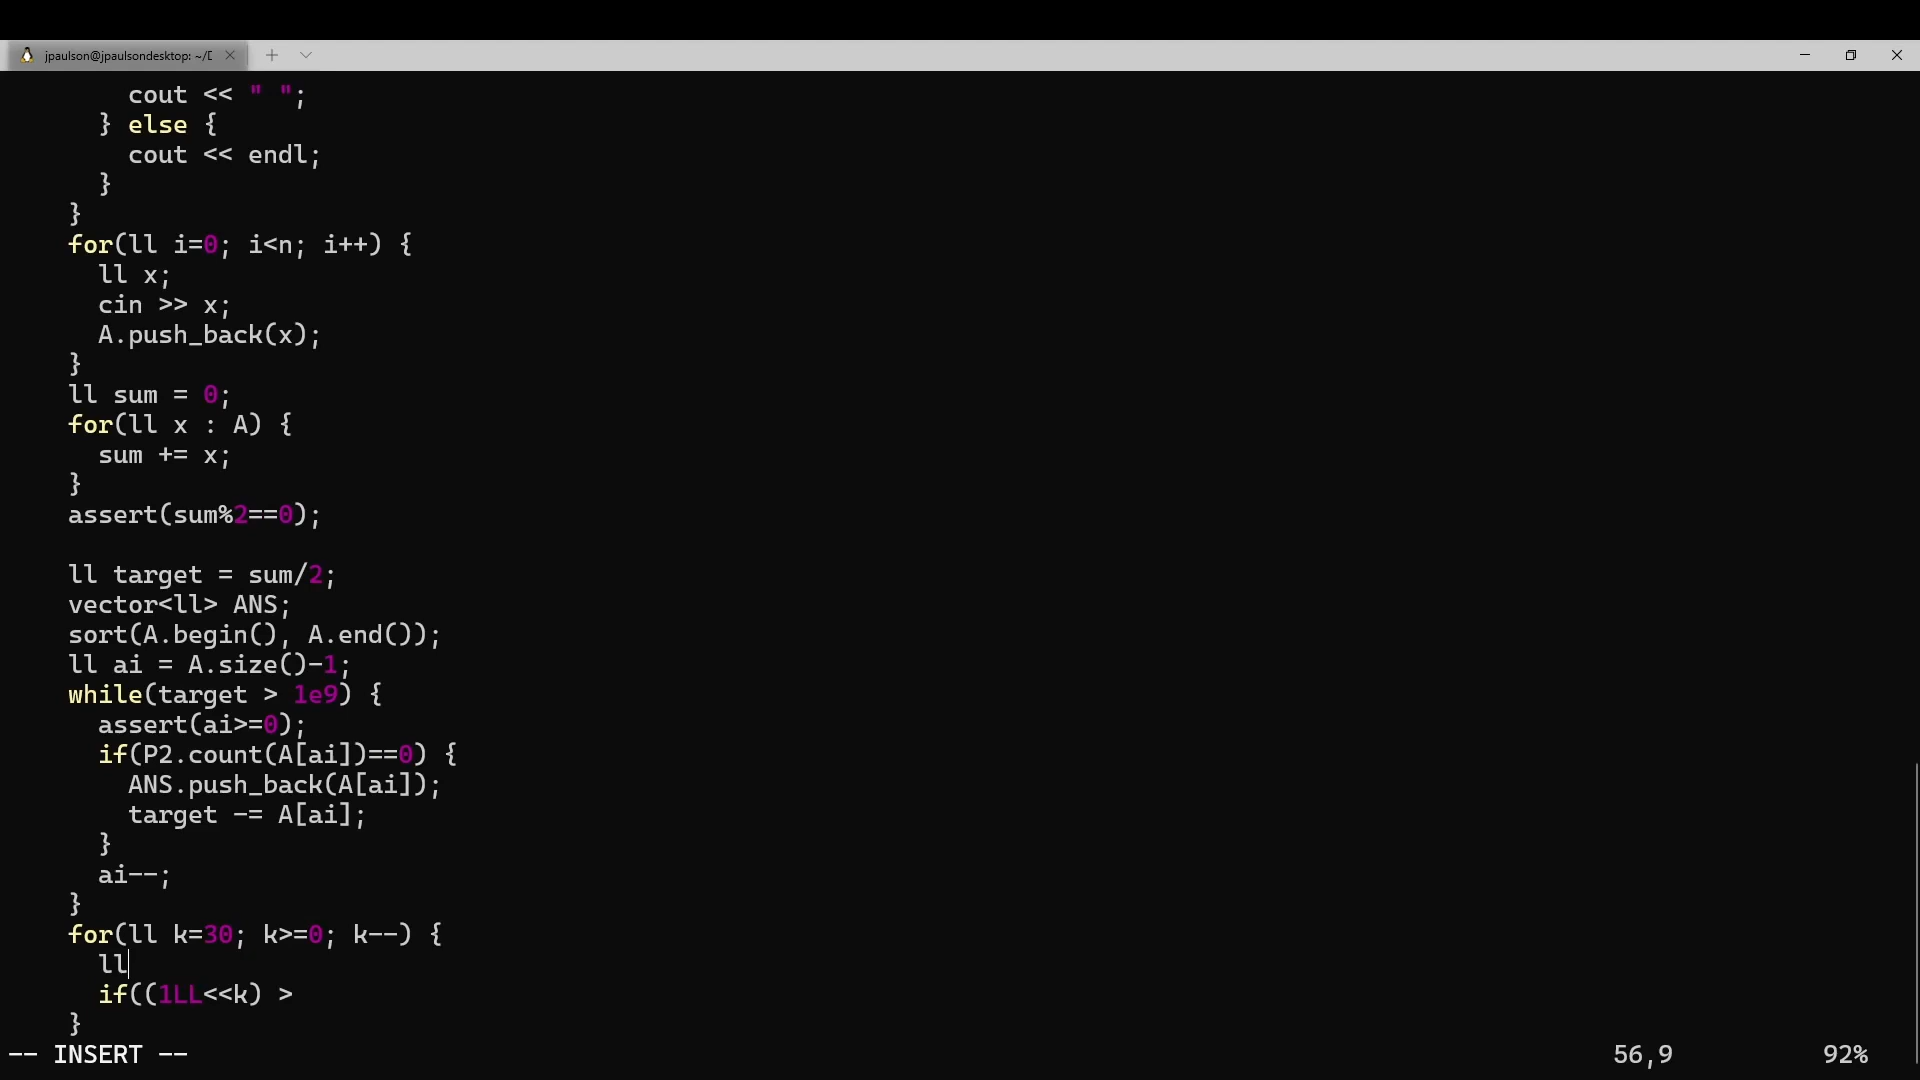 jpaulson@jpaulsondesktop: ~/D
      cout << " ";
    } else {
      cout << endl;
    }
  }
  for(ll i=0; i<n; i++) {
    ll x;
    cin >> x;
    A.push_back(x);
  }
  ll sum = 0;
  for(ll x : A) {
    sum += x;
  }
  assert(sum%2==0);

  ll target = sum/2;
  vector<ll> ANS;
  sort(A.begin(), A.end());
  ll ai = A.size()-1;
  while(target > 1e9) {
    assert(ai>=0);
    if(P2.count(A[ai])==0) {
      ANS.push_back(A[ai]);
      target -= A[ai];
    }
    ai--;
  }
  for(ll k=30; k>=0; k--) {
    ll
    if((1LL<<k) >
  }
-- INSERT -- 56,9 92%